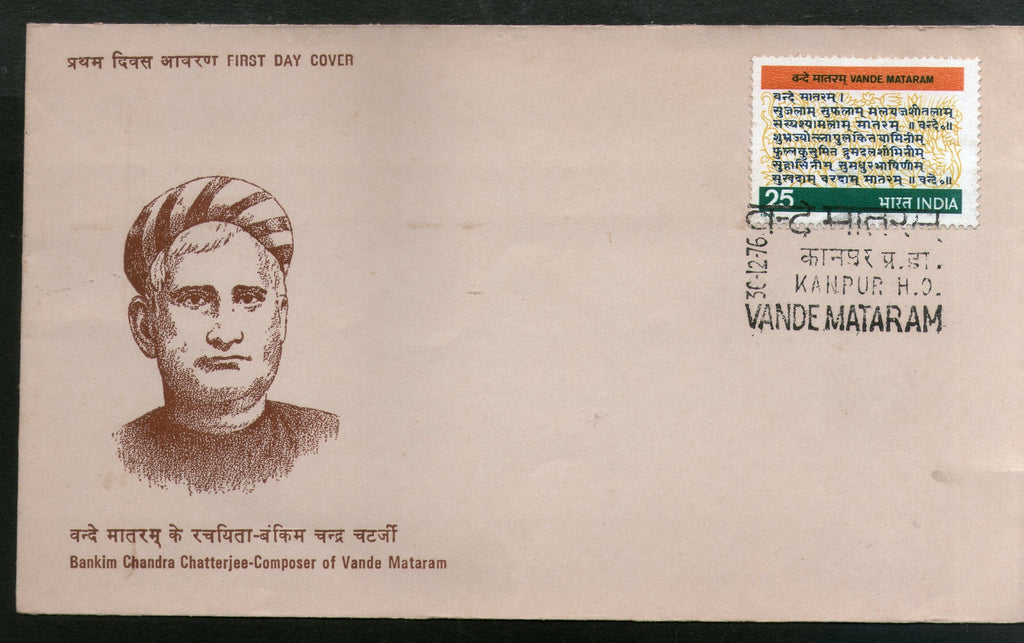 प्रथम दिवस आवरण FIRST DAY COVER
वन्दे मातरम् VANDE MATARAM
वन्दे मातरम् ।
सुजलाम् सुफलाम् मलयजशीतलाम्
सस्यश्यामलाम् मातरम् ॥ वन्दे॰॥
शुभ्रज्योत्स्नापुलकितयामिनीम्
फुल्लकुसुमित द्रुमदलशोभिनीम्
सुहासिनीम् सुमधुरभाषिणीम्
सुखदाम् वरदाम् मातरम् ॥ वन्दे॰॥
25 भारत INDIA
वन्दे मातरम्
30-12-76
कानपुर प्र.डा.
KANPUR H.O.
VANDE MATARAM
वन्दे मातरम् के रचयिता-बंकिम चन्द्र चटर्जी
Bankim Chandra Chatterjee-Composer of Vande Mataram